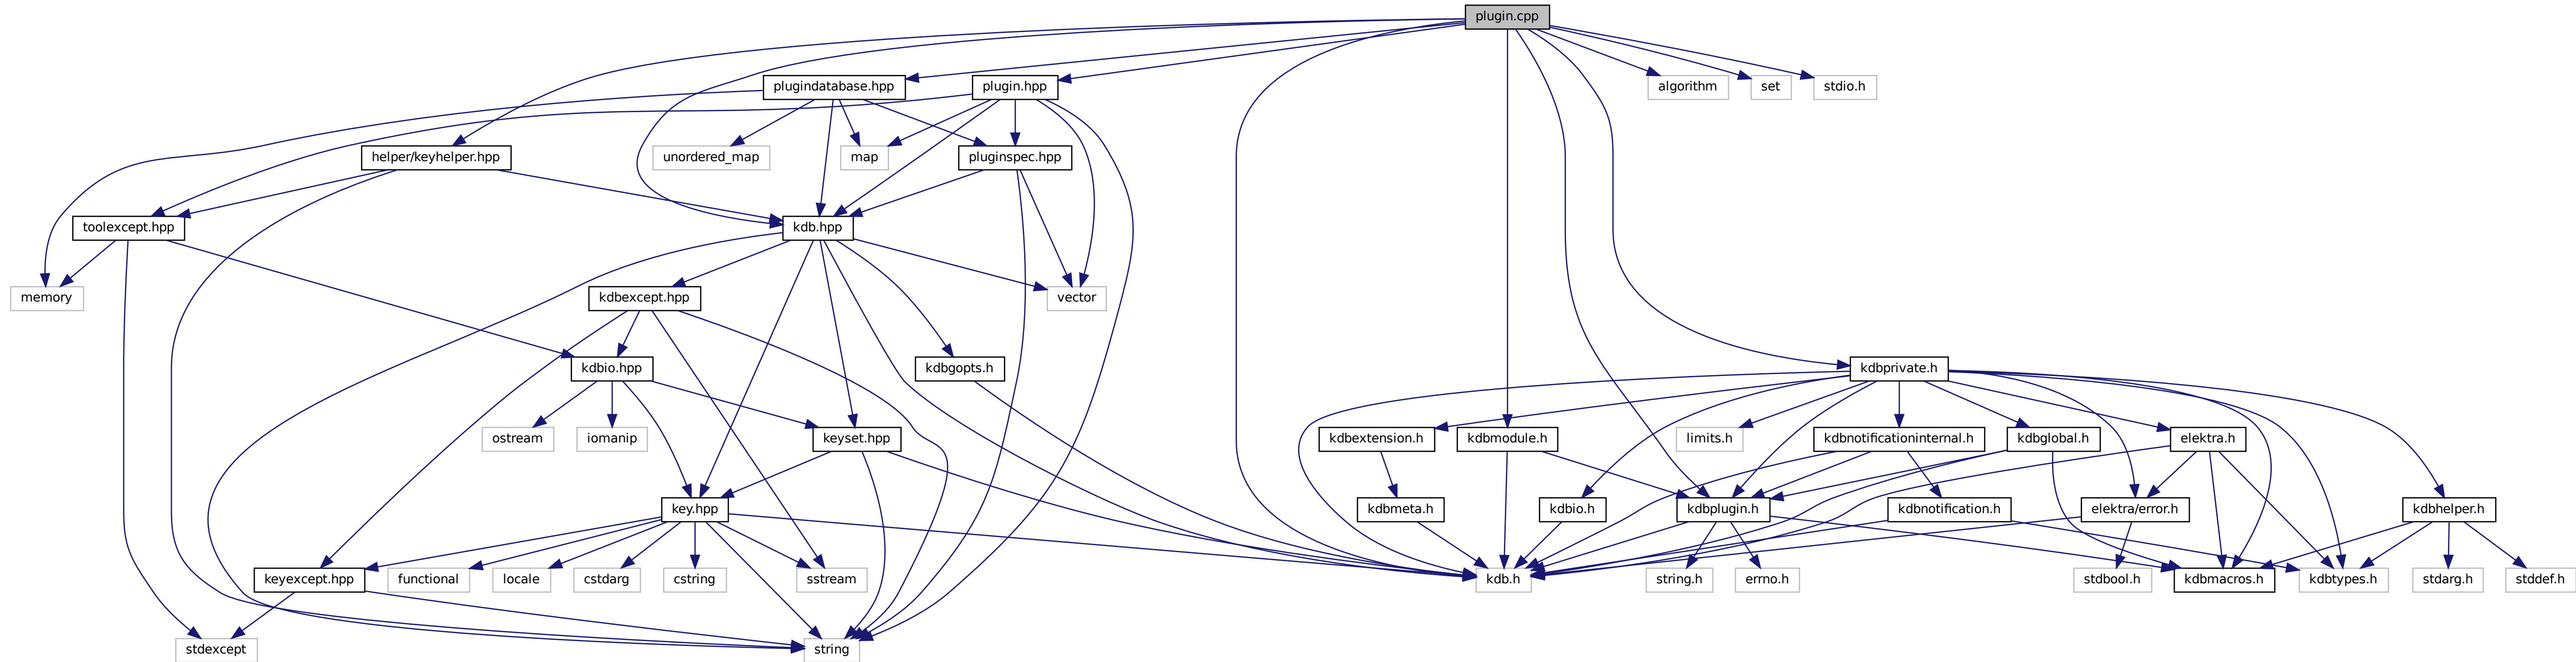 plugin.cpp
plugindatabase.hpp
plugin.hpp
algorithm
set
stdio.h
helper/keyhelper.hpp
unordered_map
map
pluginspec.hpp
toolexcept.hpp
kdb.hpp
memory
kdbexcept.hpp
vector
kdbio.hpp
kdbgopts.h
kdbprivate.h
ostream
iomanip
keyset.hpp
kdbextension.h
kdbmodule.h
limits.h
kdbnotificationinternal.h
kdbglobal.h
elektra.h
key.hpp
kdbmeta.h
kdbio.h
kdbplugin.h
kdbnotification.h
elektra/error.h
kdbhelper.h
keyexcept.hpp
functional
locale
cstdarg
cstring
sstream
kdb.h
string.h
errno.h
stdbool.h
kdbmacros.h
kdbtypes.h
stdarg.h
stddef.h
stdexcept
string